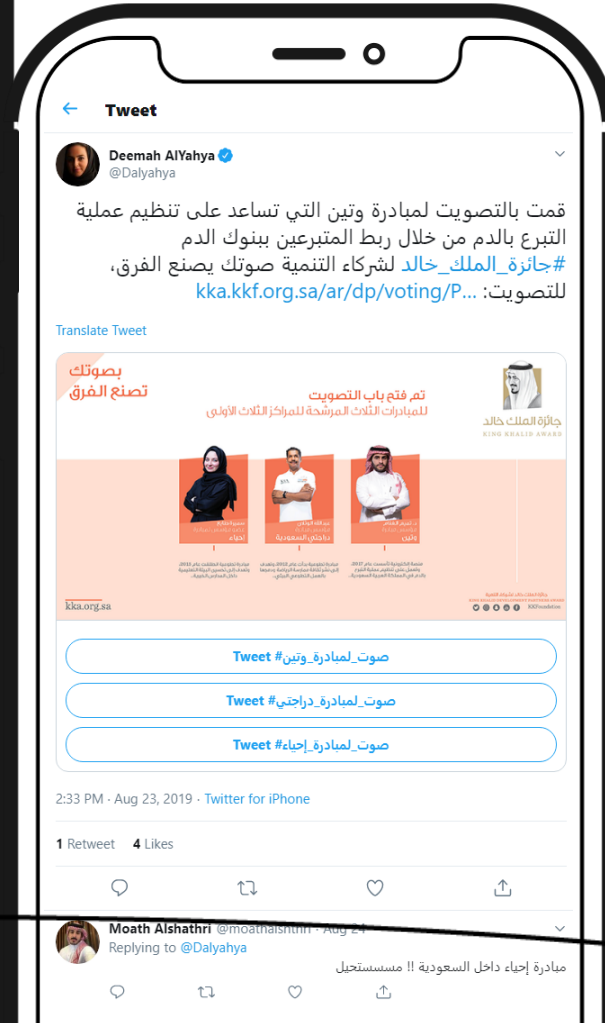 Tweet
Deemah AlYahya
@Dalyahya
قمت بالتصويت لمبادرة وتين التي تساعد على تنظيم عملية
التبرع بالدم من خلال ربط المتبرعين ببنوك الدم
#جائزة_الملك_خالد لشركاء التنمية صوتك يصنع الفرق،
للتصويت: kka.kkf.org.sa/ar/dp/voting/P...
Translate Tweet
بصوتك
تصنع الفرق
تم فتح باب التصويت
للمبادرات الثلاث المرشحة للمراكز الثلاث الأولى
جائزة الملك خالد
KING KHALID AWARD
وتين
دراجتي السعودية
إحياء
kka.org.sa
KKFoundation
Tweet #صوت_لمبادرة_وتين
Tweet #صوت_لمبادرة_دراجتي
Tweet #صوت_لمبادرة_إحياء
2:33 PM · Aug 23, 2019 · Twitter for iPhone
1 Retweet 4 Likes
Moath Alshathri @moathalshthri · Aug 24
Replying to @Dalyahya
مبادرة إحياء داخل السعودية !! مسسستحيل